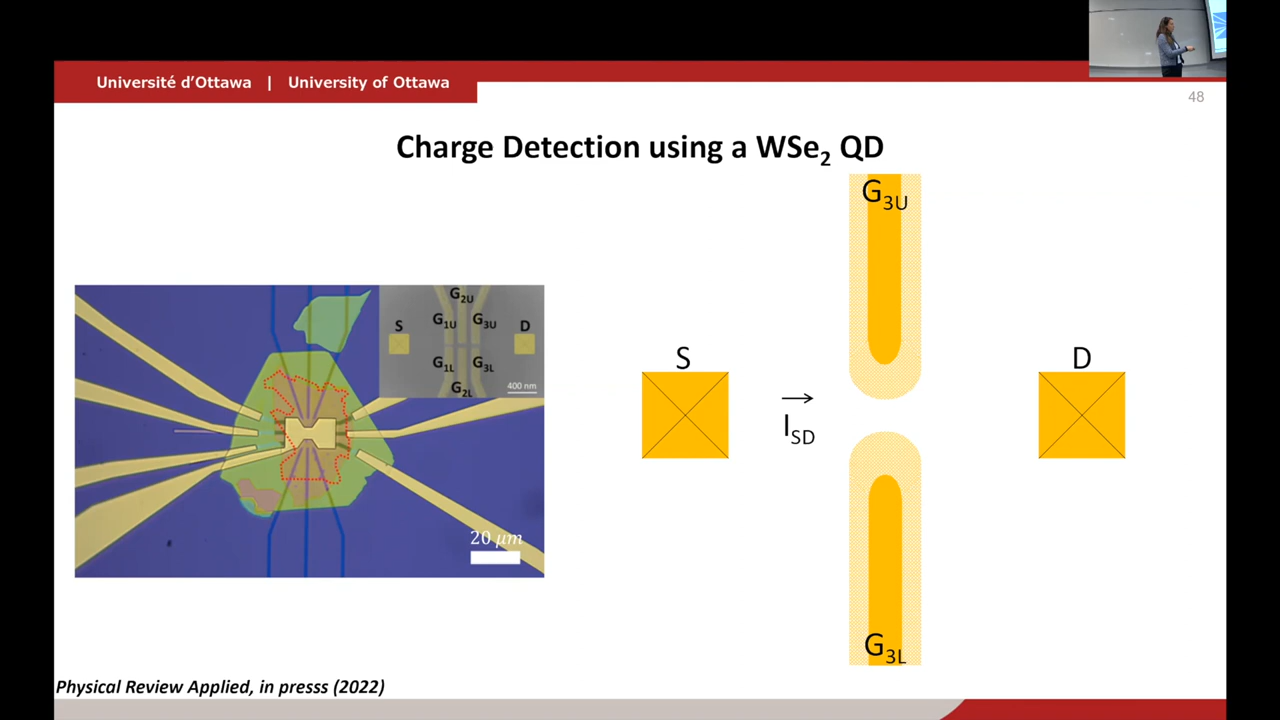 Université d'Ottawa | University of Ottawa
48
Charge Detection using a WSe₂ QD
G₃U
G₂U
S
G₁U
G₃U
D
G₁L
G₃L
G₂L
400 nm
20 μm
S
D
I_SD
G₃L
Physical Review Applied, in presss (2022)